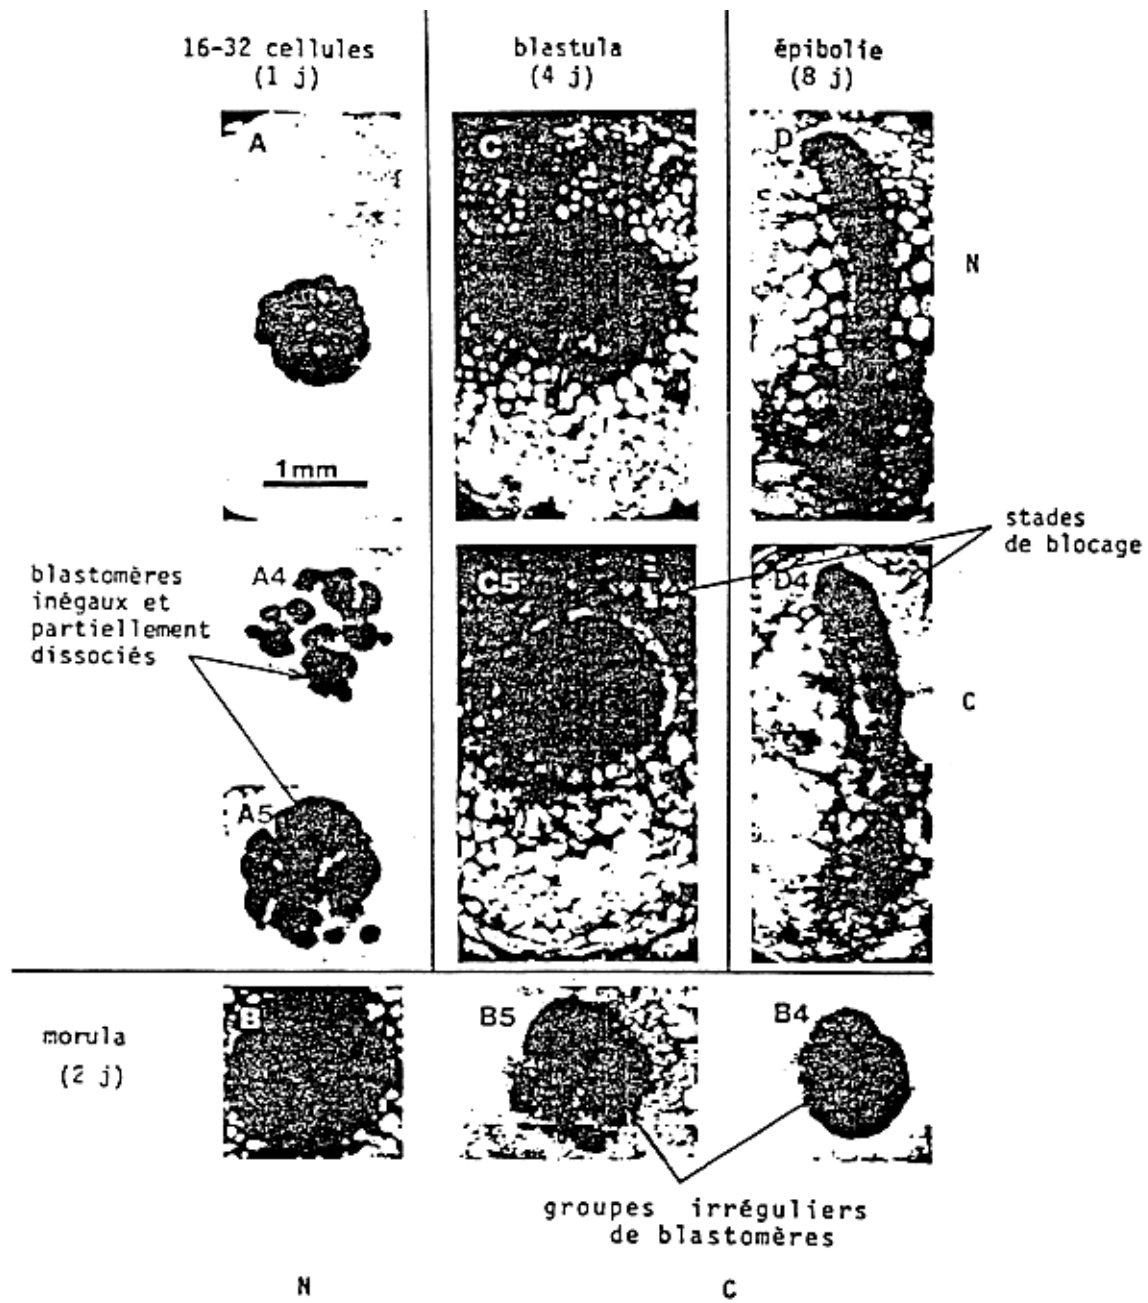 16-32 cellules
(1 j)
blastula
(4 j)
épibolie
(8 j)
A
C
D
N
1mm
stades
de blocage
blastomères
inégaux et
partiellement
dissociés
A4
C5
D4
C
A5
morula
(2 j)
B
B5
B4
groupes irréguliers
de blastomères
N
C